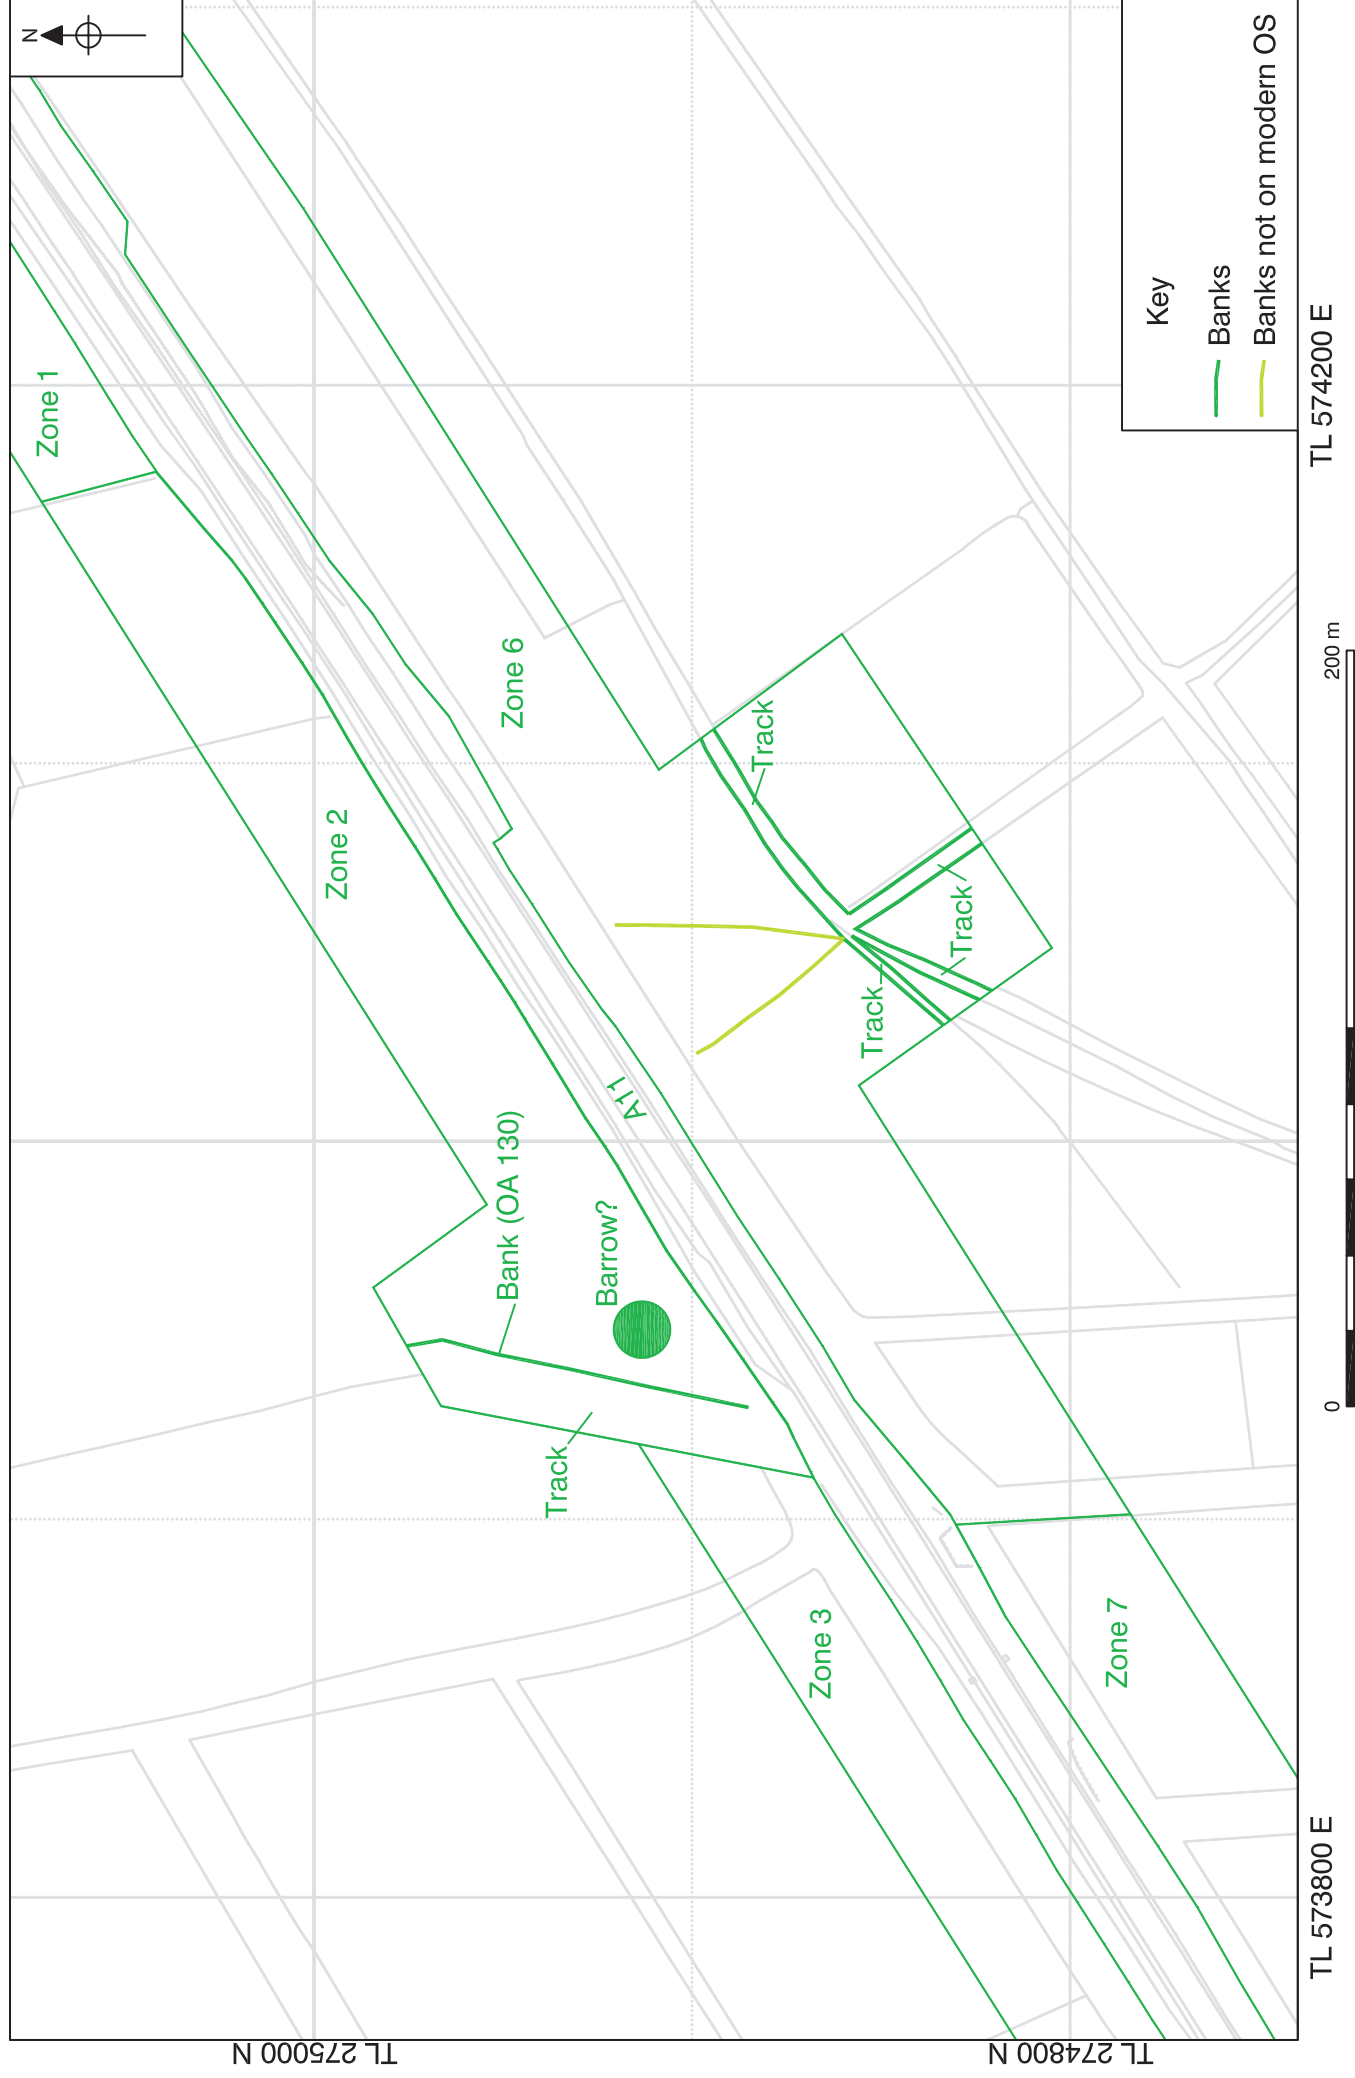 N
Zone 1
Zone 2
Zone 6
Track
Track
Track
A11
Bank (OA 130)
Barrow?
Track
Zone 3
Zone 7
Key
Banks
Banks not on modern OS
TL 275000 N
TL 274800 N
TL 573800 E
TL 574200 E
0
200 m